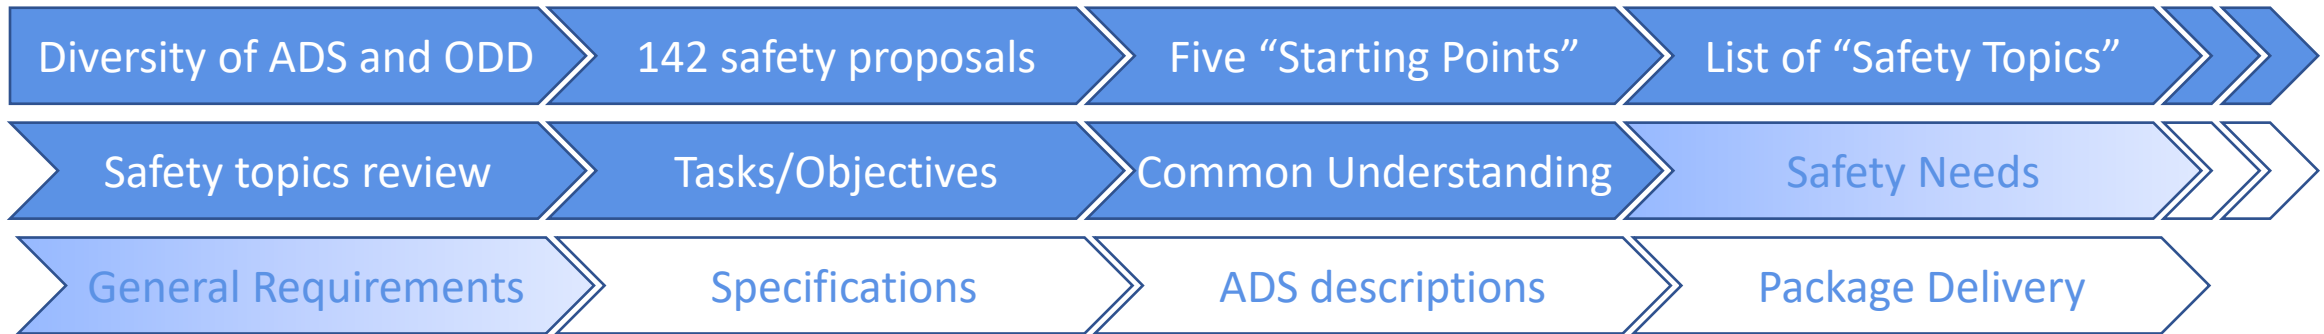 Diversity of ADS and ODD
142 safety proposals
Five “Starting Points”
List of “Safety Topics”
Safety topics review
Tasks/Objectives
Common Understanding
Safety Needs
General Requirements
Specifications
ADS descriptions
Package Delivery